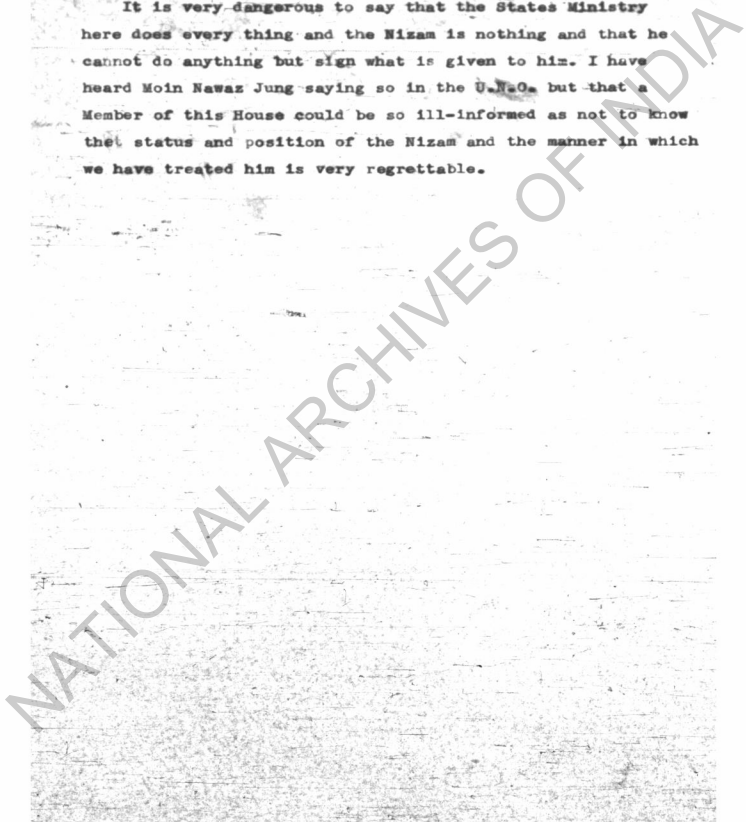 It is very dangerous to say that the States Ministry
here does every thing and the Nizam is nothing and that he
cannot do anything but sign what is given to him. I have
heard Moin Nawaz Jung saying so in the U.N.O. but that a
Member of this House could be so ill-informed as not to know
the status and position of the Nizam and the manner in which
we have treated him is very regrettable.
NATIONAL ARCHIVES OF INDIA